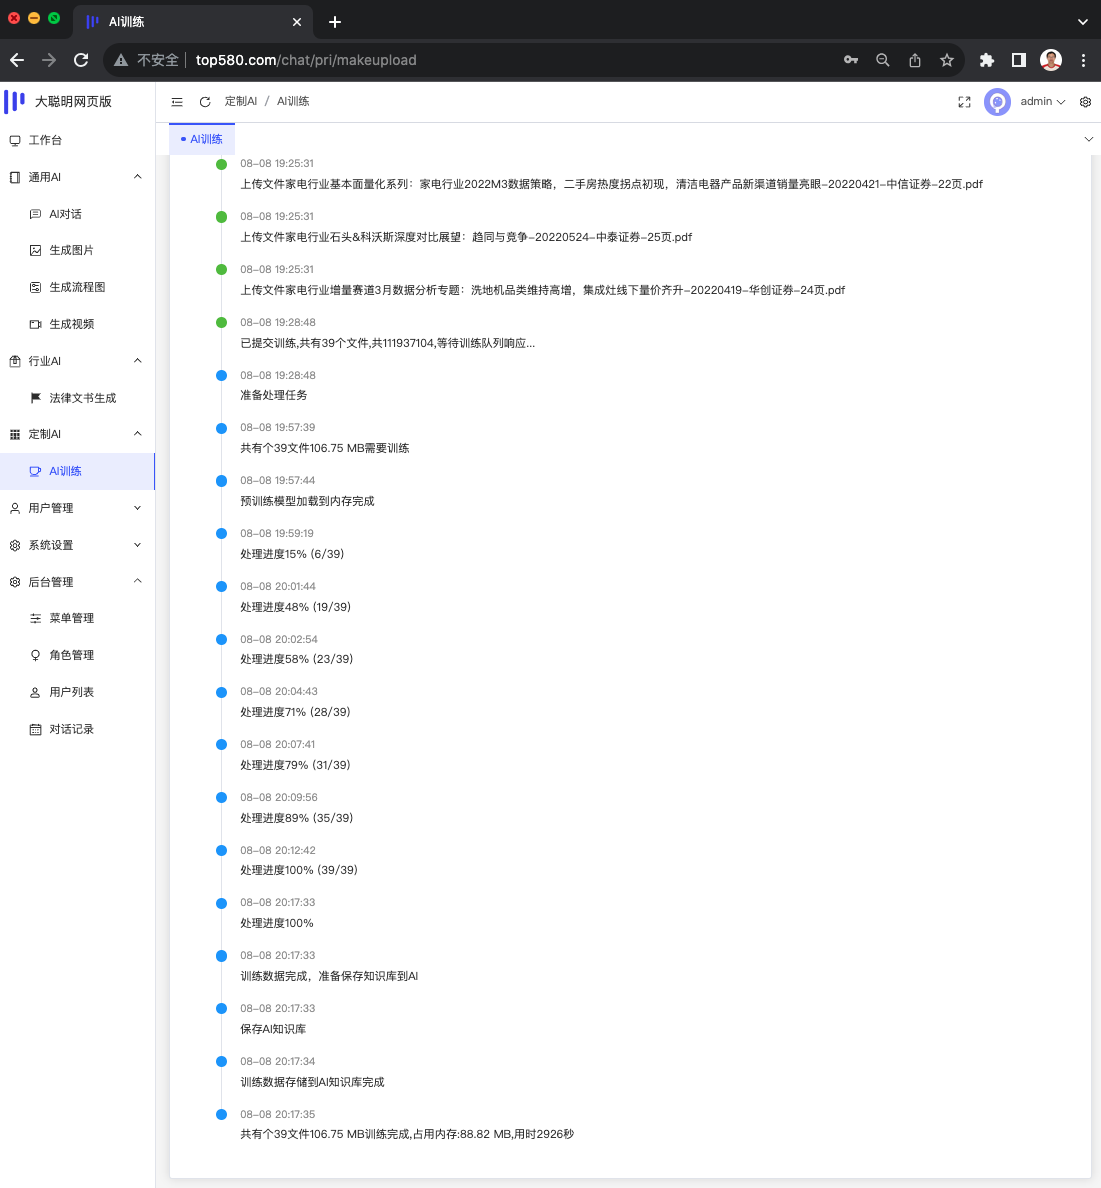 AI训练
不安全
top580.com/chat/pri/makeupload
大聪明网页版
定制AI / AI训练
admin
AI训练
工作台
通用AI
AI对话
生成图片
生成流程图
生成视频
行业AI
法律文书生成
定制AI
AI训练
用户管理
系统设置
后台管理
菜单管理
角色管理
用户列表
对话记录
08-08 19:25:31
上传文件家电行业基本面量化系列：家电行业2022M3数据策略，二手房热度拐点初现，清洁电器产品新渠道销量亮眼-20220421-中信证券-22页.pdf
08-08 19:25:31
上传文件家电行业石头&科沃斯深度对比展望：趋同与竞争-20220524-中泰证券-25页.pdf
08-08 19:25:31
上传文件家电行业增量赛道3月数据分析专题：洗地机品类维持高增，集成灶线下量价齐升-20220419-华创证券-24页.pdf
08-08 19:28:48
已提交训练,共有39个文件,共111937104,等待训练队列响应...
08-08 19:28:48
准备处理任务
08-08 19:57:39
共有个39文件106.75 MB需要训练
08-08 19:57:44
预训练模型加载到内存完成
08-08 19:59:19
处理进度15% (6/39)
08-08 20:01:44
处理进度48% (19/39)
08-08 20:02:54
处理进度58% (23/39)
08-08 20:04:43
处理进度71% (28/39)
08-08 20:07:41
处理进度79% (31/39)
08-08 20:09:56
处理进度89% (35/39)
08-08 20:12:42
处理进度100% (39/39)
08-08 20:17:33
处理进度100%
08-08 20:17:33
训练数据完成，准备保存知识库到AI
08-08 20:17:33
保存AI知识库
08-08 20:17:34
训练数据存储到AI知识库完成
08-08 20:17:35
共有个39文件106.75 MB训练完成,占用内存:88.82 MB,用时2926秒